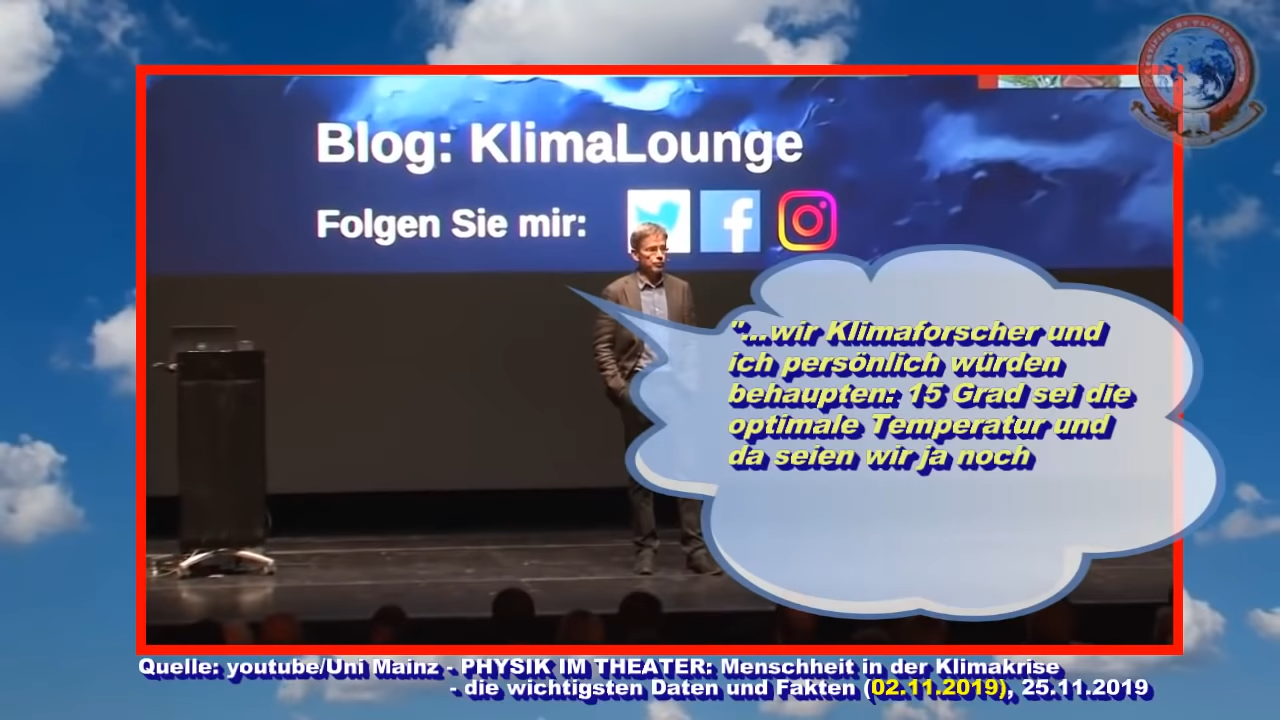 Blog: KlimaLounge
Folgen Sie mir:
"...wir Klimaforscher und
ich persönlich würden
behaupten: 15 Grad sei die
optimale Temperatur und
da seien wir ja noch
Quelle: youtube/Uni Mainz - PHYSIK IM THEATER: Menschheit in der Klimakrise
- die wichtigsten Daten und Fakten (02.11.2019), 25.11.2019